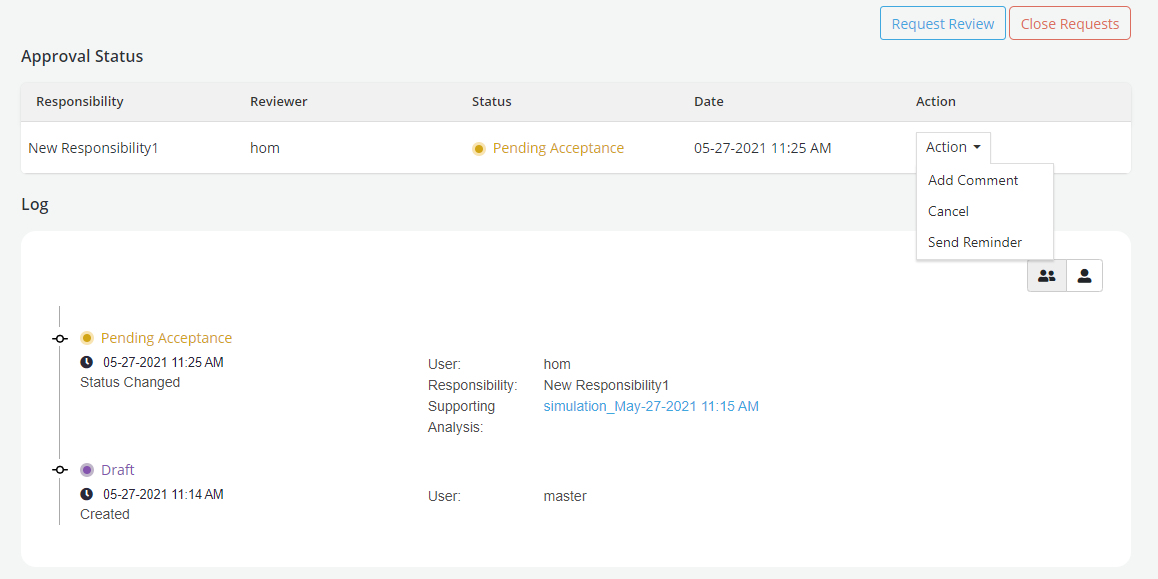 Request Review Close Requests
Approval Status
Responsibility Reviewer Status Date Action
New Responsibility1 hom Pending Acceptance 05-27-2021 11:25 AM Action
Add Comment
Cancel
Send Reminder
Log
Pending Acceptance
05-27-2021 11:25 AM
Status Changed
User: hom
Responsibility: New Responsibility1
Supporting Analysis: simulation_May-27-2021 11:15 AM
Draft
05-27-2021 11:14 AM
Created
User: master